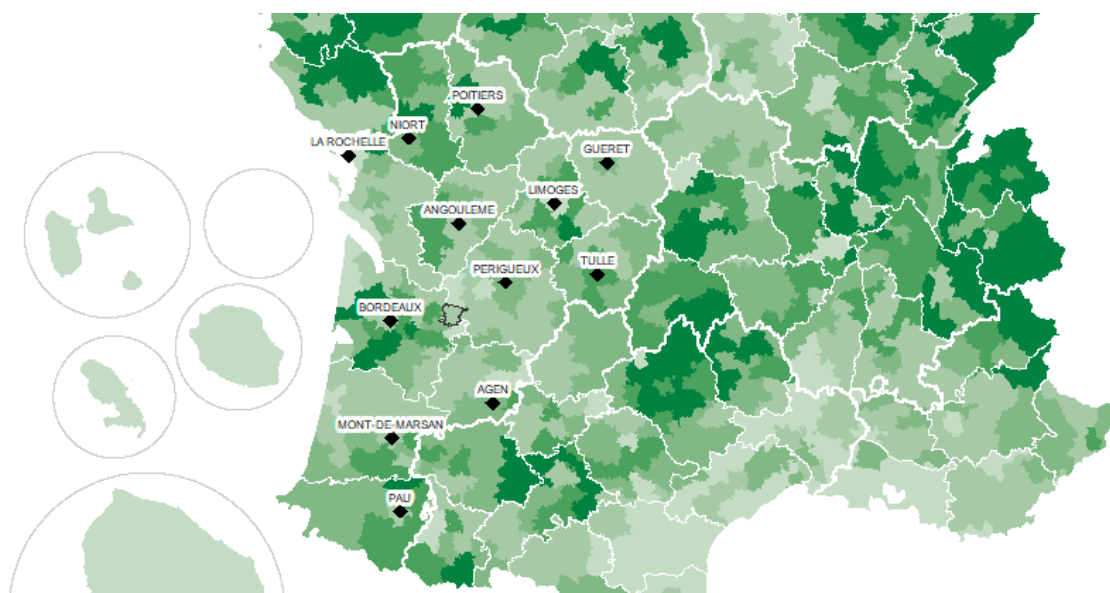 POITIERS
NIORT
LA ROCHELLE
GUERET
LIMOGES
ANGOULEME
PERIGUEUX
TULLE
BORDEAUX
AGEN
MONT-DE-MARSAN
PAU